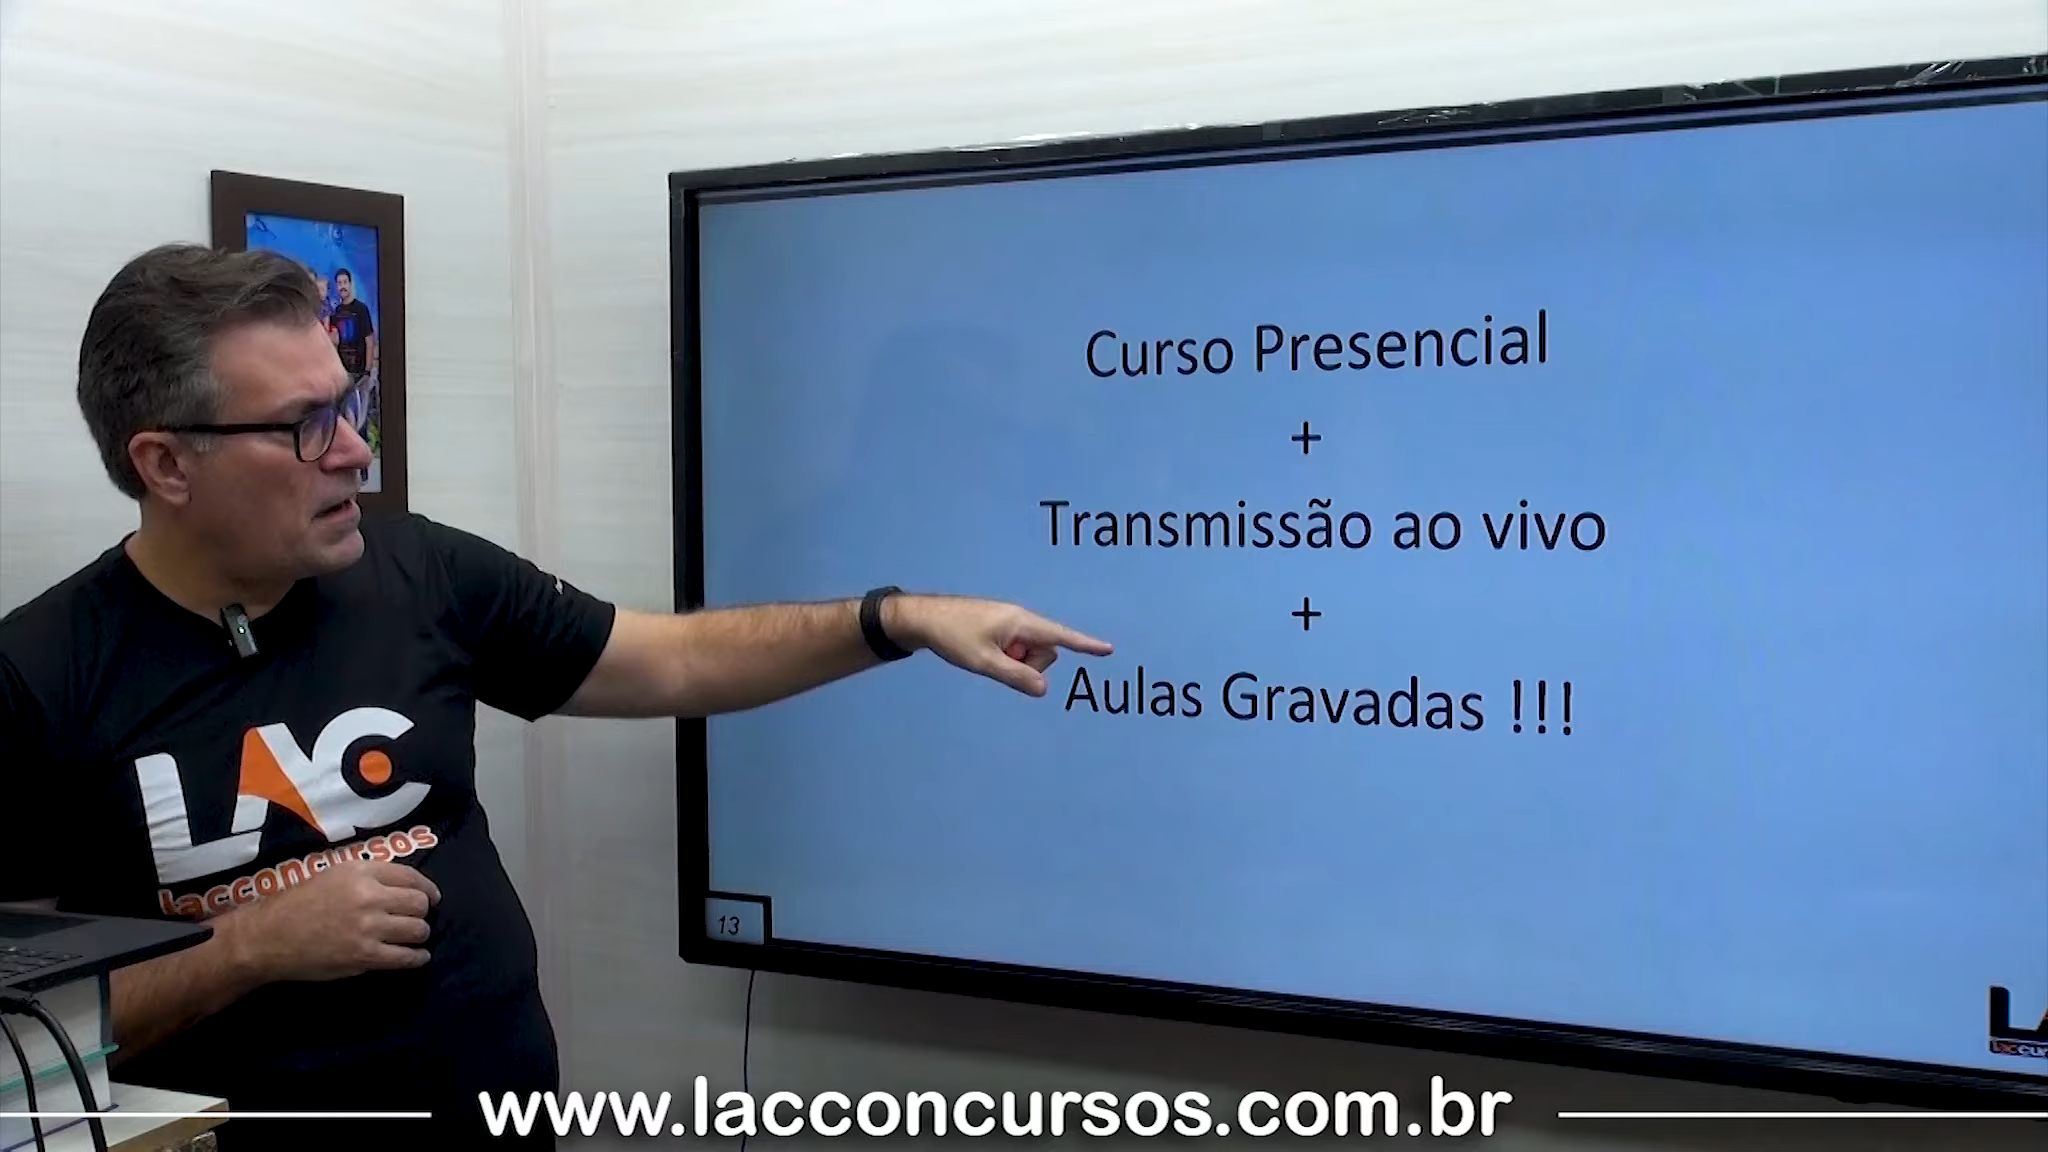 Curso Presencial
+
Transmissão ao vivo
+
Aulas Gravadas !!!
LAC
lacconcursos
13
www.lacconcursos.com.br